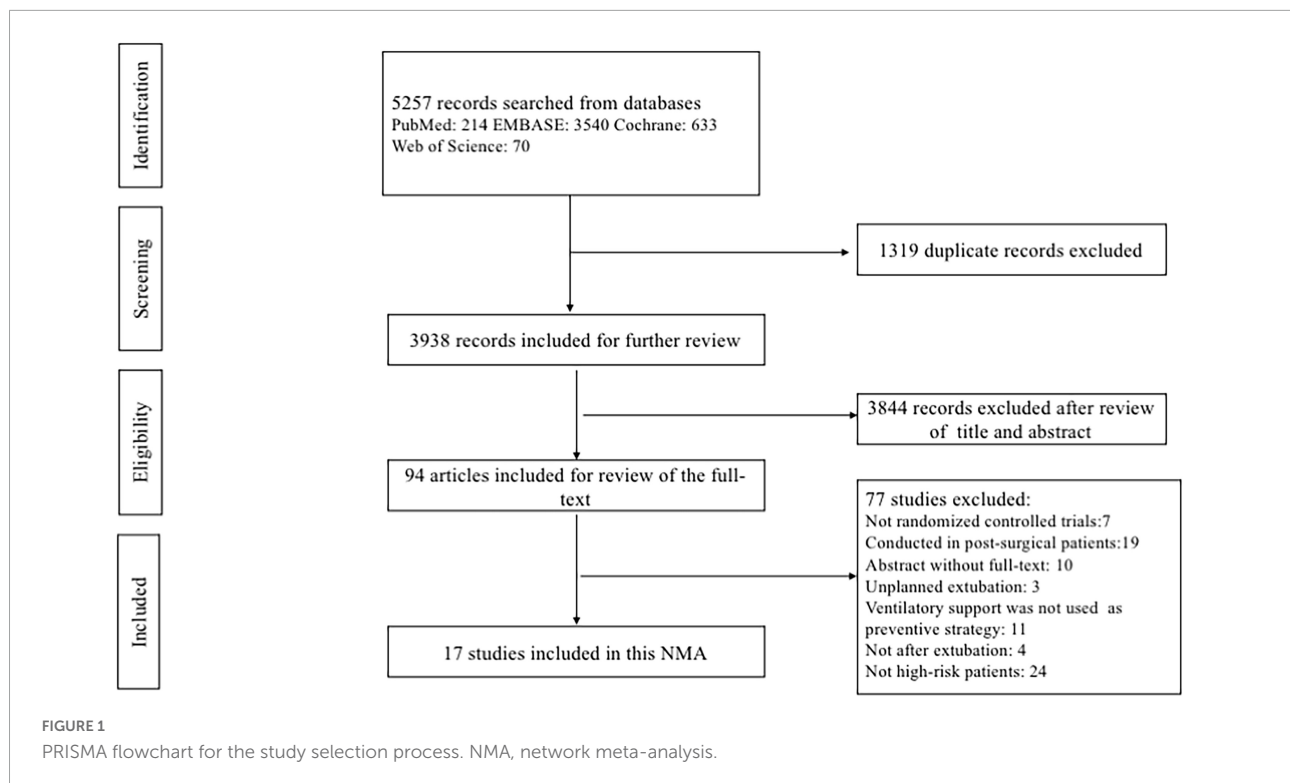 Identification
5257 records searched from databases
PubMed: 214 EMBASE: 3540 Cochrane: 633
Web of Science: 70
Screening
1319 duplicate records excluded
3938 records included for further review
Eligibility
3844 records excluded after review
of title and abstract
94 articles included for review of the full-
text
Included
77 studies excluded:
Not randomized controlled trials:7
Conducted in post-surgical patients:19
Abstract without full-text: 10
Unplanned extubation: 3
Ventilatory support was not used as
preventive strategy: 11
Not after extubation: 4
Not high-risk patients: 24
17 studies included in this NMA
FIGURE 1
PRISMA flowchart for the study selection process. NMA, network meta-analysis.